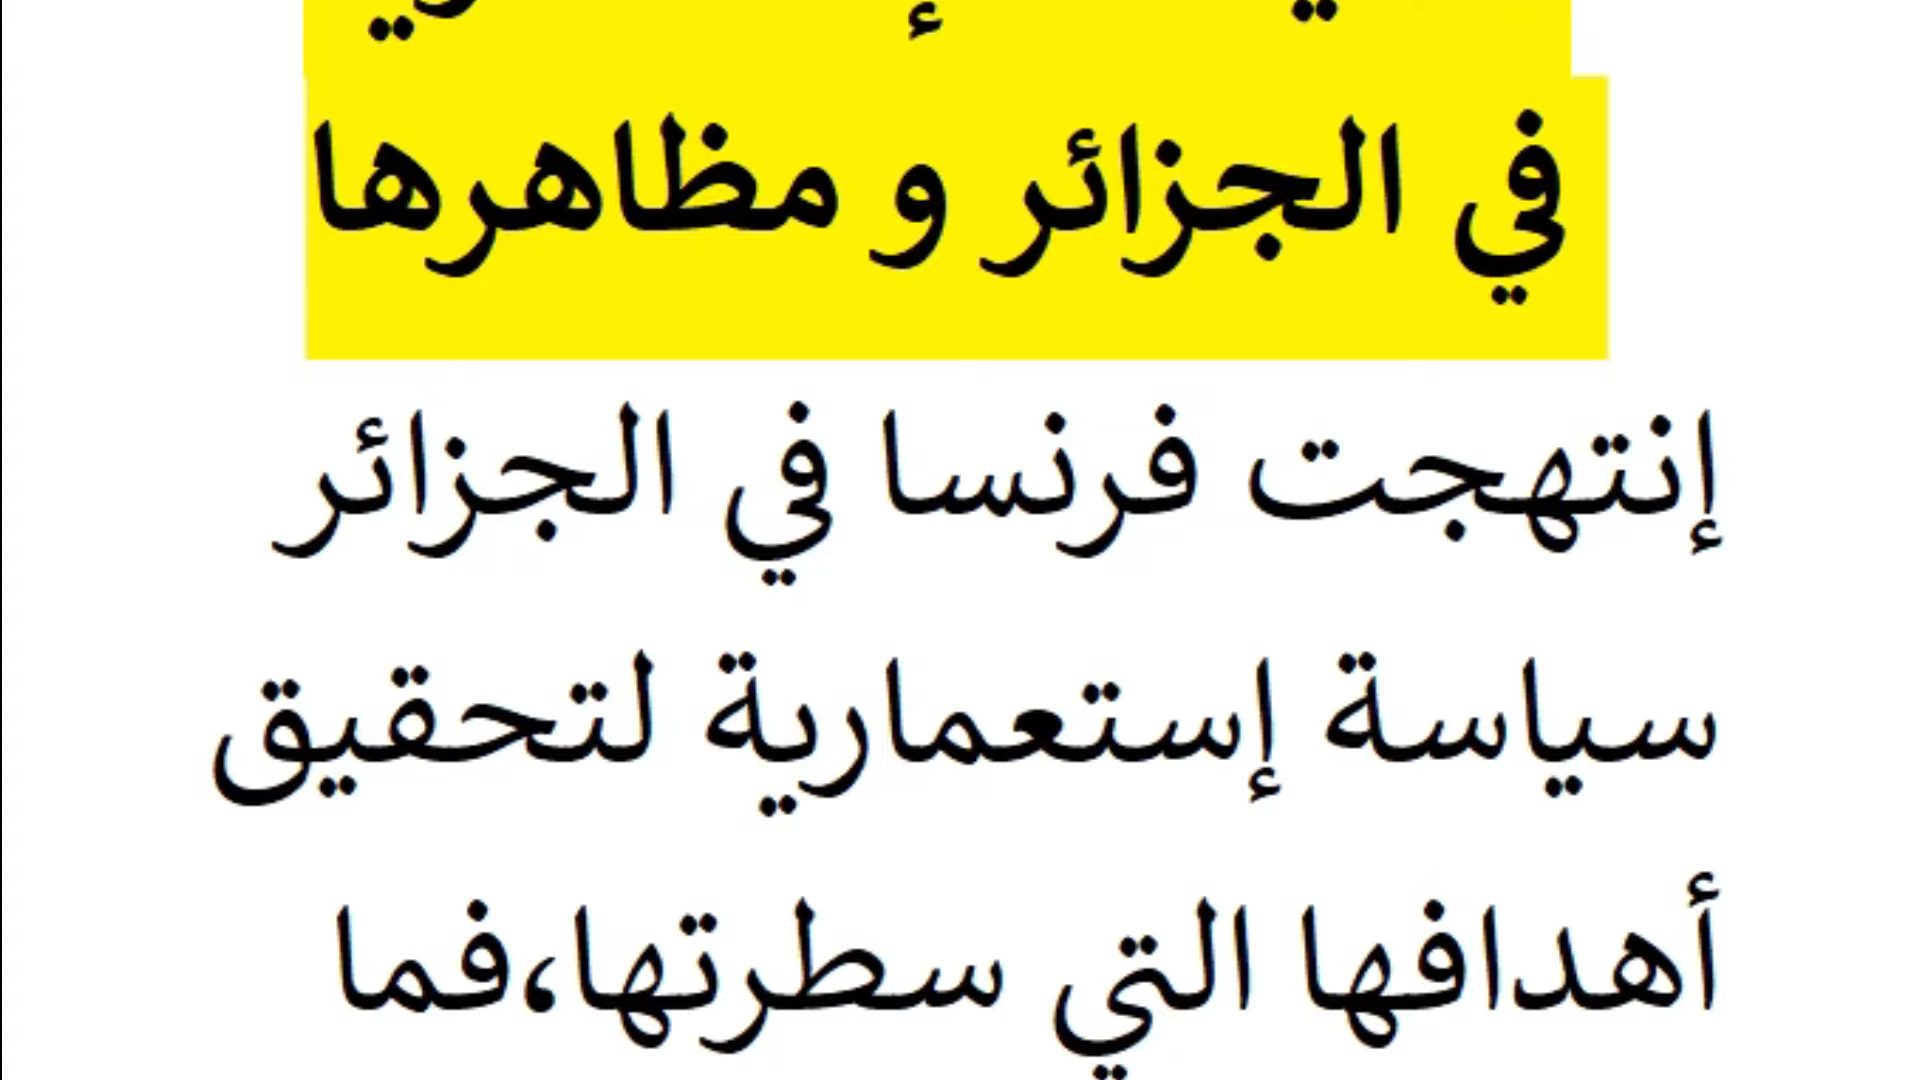 في الجزائر و مظاهرها
إنتهجت فرنسا في الجزائر
سياسة إستعمارية لتحقيق
أهدافها التي سطرتها،فما